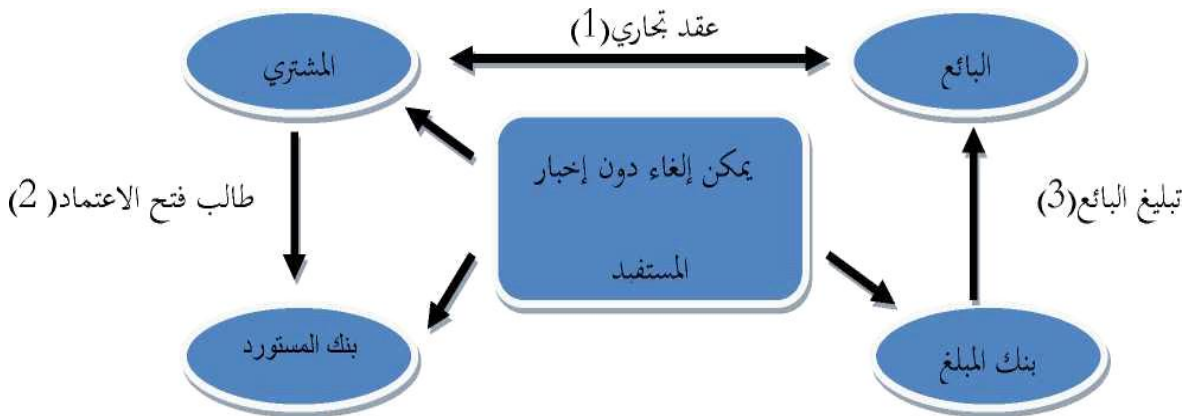 عقد تجاري(1)
المشتري
البائع
يمكن إلغاء دون إخبار
المستفبد
طالب فتح الاعتماد( 2)
تبليغ البائع(3)
بنك المستورد
بنك المبلغ